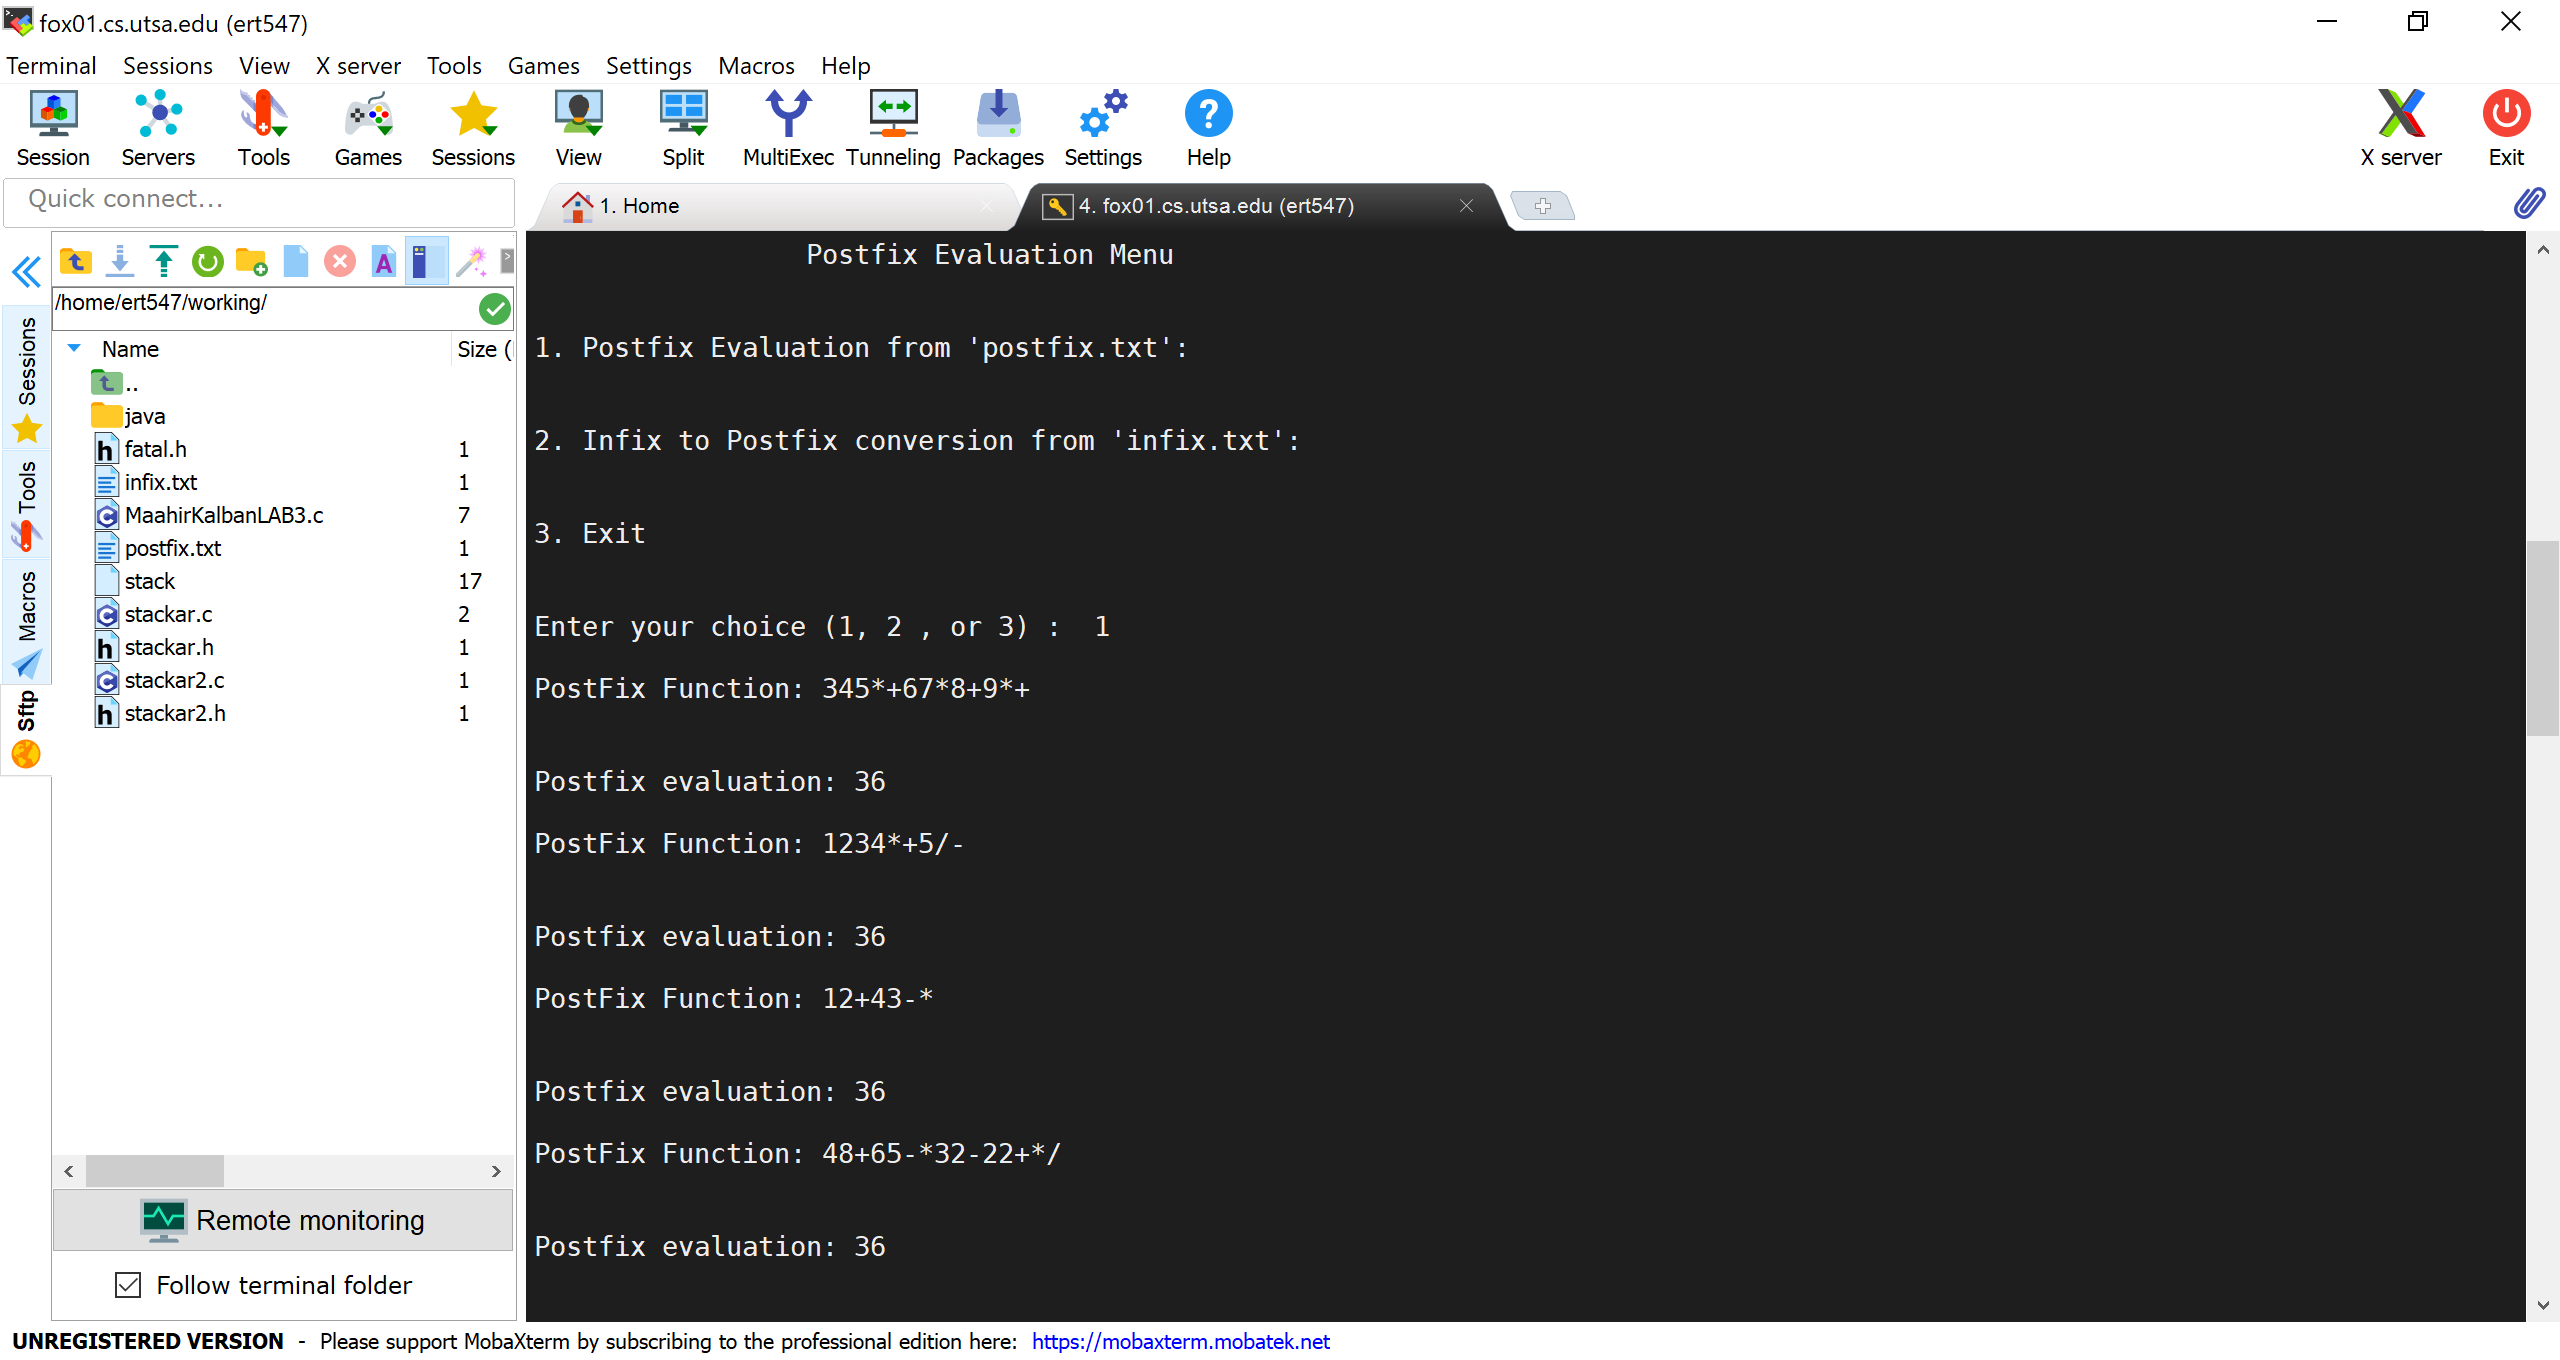 fox01.cs.utsa.edu (ert547)
Terminal Sessions View X server Tools Games Settings Macros Help
Session Servers Tools Games Sessions View Split MultiExec Tunneling Packages Settings Help X server Exit
Quick connect...
1. Home
4. fox01.cs.utsa.edu (ert547)
Sessions
Tools
Macros
Sftp
/home/ert547/working/
Name Size (
..
java
fatal.h 1
infix.txt 1
MaahirKalbanLAB3.c 7
postfix.txt 1
stack 17
stackar.c 2
stackar.h 1
stackar2.c 1
stackar2.h 1
Remote monitoring
Follow terminal folder
Postfix Evaluation Menu
1. Postfix Evaluation from 'postfix.txt':
2. Infix to Postfix conversion from 'infix.txt':
3. Exit
Enter your choice (1, 2 , or 3) :  1
PostFix Function: 345*+67*8+9*+
Postfix evaluation: 36
PostFix Function: 1234*+5/-
Postfix evaluation: 36
PostFix Function: 12+43-*
Postfix evaluation: 36
PostFix Function: 48+65-*32-22+*/
Postfix evaluation: 36
UNREGISTERED VERSION - Please support MobaXterm by subscribing to the professional edition here: https://mobaxterm.mobatek.net